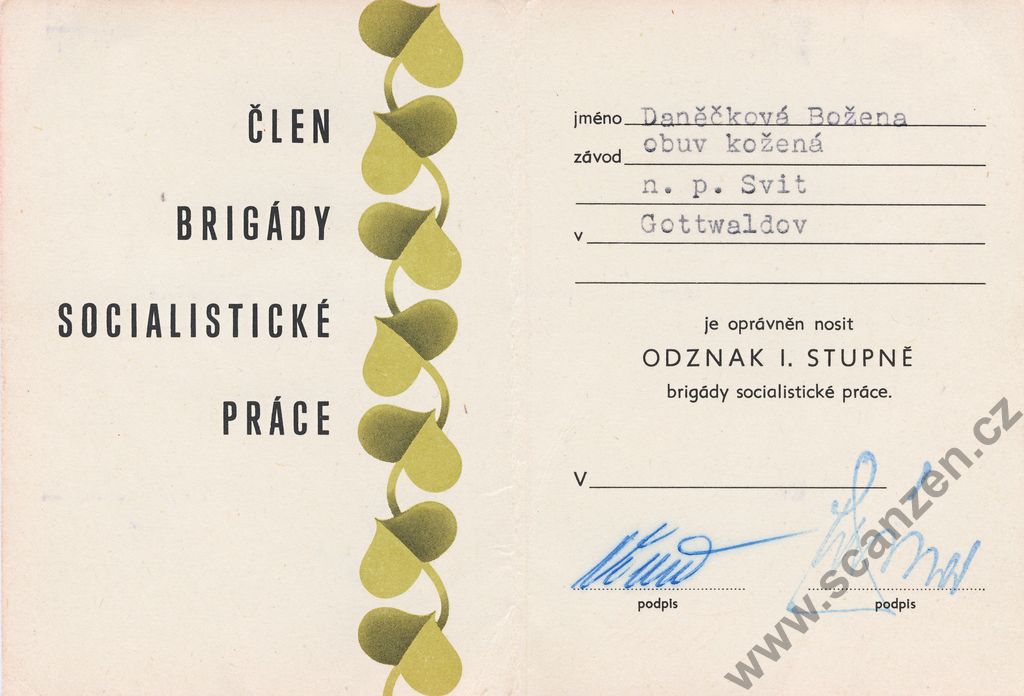 ČLEN
BRIGÁDY
SOCIALISTICKÉ
PRÁCE
jméno Daněčková Božena
závod obuv kožená
n. p. Svit
v Gottwaldov
je oprávněn nosit
ODZNAK I. STUPNĚ
brigády socialistické práce.
V
podpis podpis
www.scanzen.cz